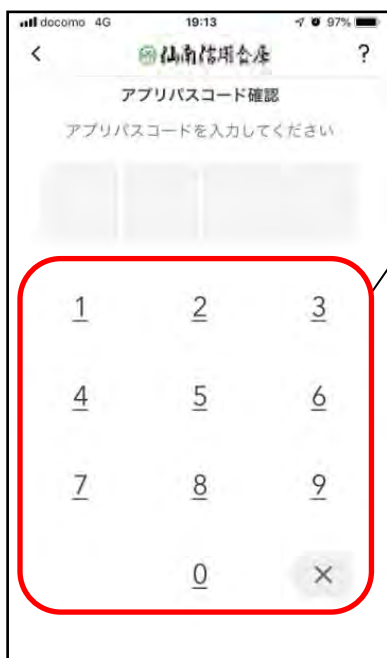 docomo 4G 19:13 97%
< 仙南信用金庫 ?
アプリパスコード確認
アプリパスコードを入力してください
1 2 3
4 5 6
7 8 9
0 ×